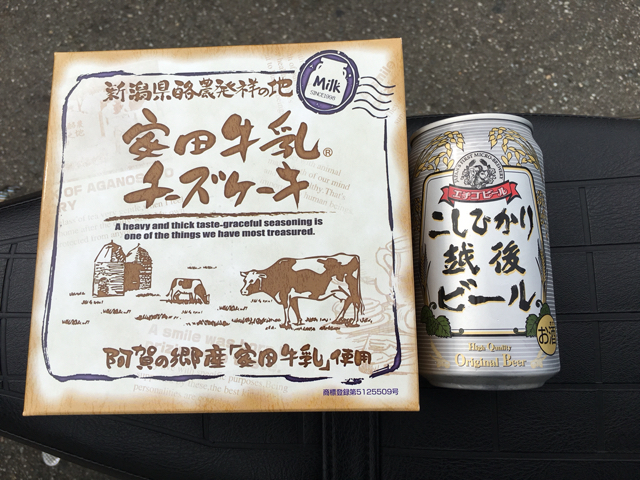 新潟県酪農発祥の地
Milk
SINCE 1966
安田牛乳®
チーズケーキ
A heavy and thick taste-graceful seasoning is
one of the things we have most treasured.
阿賀の郷産「安田牛乳」使用
商標登録第5125509号
エチゴビール
こしひかり
越後
ビール
お酒
High Quality
Original Beer